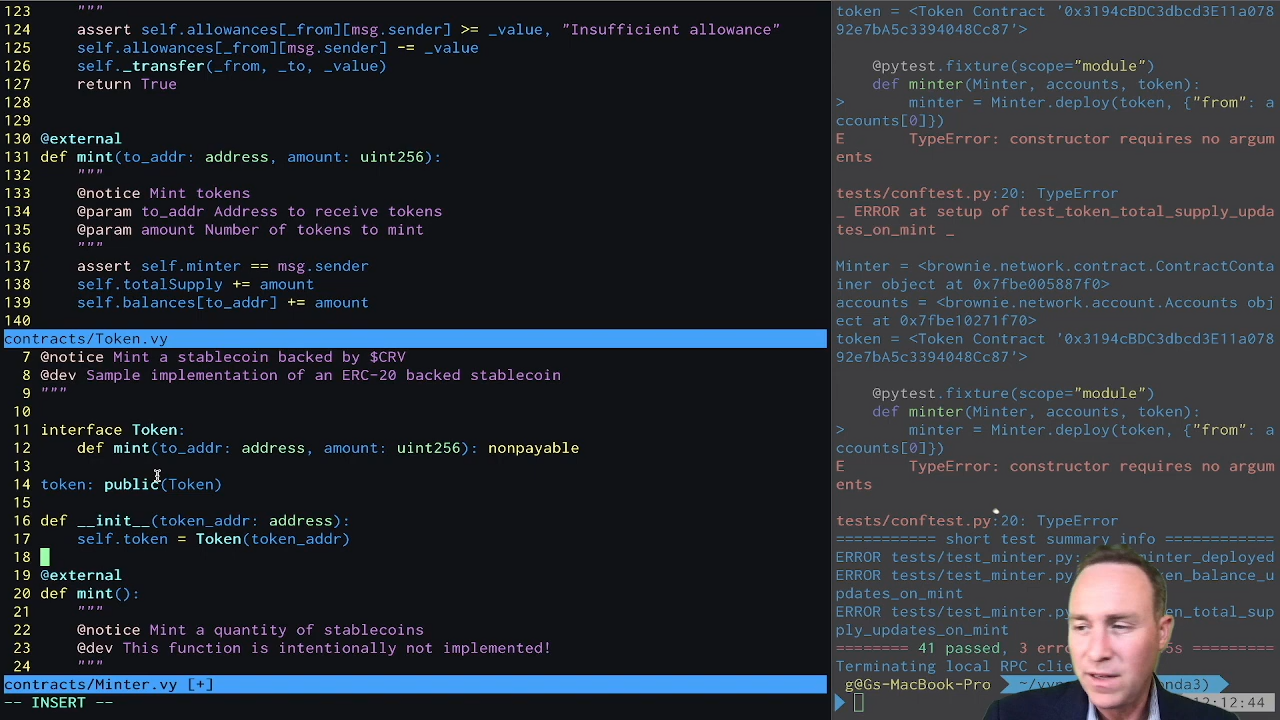 123     """
124     assert self.allowances[_from][msg.sender] >= _value, "Insufficient allowance"
125     self.allowances[_from][msg.sender] -= _value
126     self._transfer(_from, _to, _value)
127     return True
128
129
130 @external
131 def mint(to_addr: address, amount: uint256):
132     """
133     @notice Mint tokens
134     @param to_addr Address to receive tokens
135     @param amount Number of tokens to mint
136     """
137     assert self.minter == msg.sender
138     self.totalSupply += amount
139     self.balances[to_addr] += amount
140
contracts/Token.vy
7 @notice Mint a stablecoin backed by $CRV
8 @dev Sample implementation of an ERC-20 backed stablecoin
9 """
10
11 interface Token:
12     def mint(to_addr: address, amount: uint256): nonpayable
13
14 token: public(Token)
15
16 def __init__(token_addr: address):
17     self.token = Token(token_addr)
18
19 @external
20 def mint():
21     """
22     @notice Mint a quantity of stablecoins
23     @dev This function is intentionally not implemented!
24     """
contracts/Minter.vy [+]
-- INSERT --
token = <Token Contract '0x3194cBDC3dbcd3E11a078
92e7bA5c3394048Cc87'>
@pytest.fixture(scope="module")
def minter(Minter, accounts, token):
>       minter = Minter.deploy(token, {"from": a
ccounts[0]})
E       TypeError: constructor requires no argum
ents
tests/conftest.py:20: TypeError
_ ERROR at setup of test_token_total_supply_upda
tes_on_mint _
Minter = <brownie.network.contract.ContractConta
iner object at 0x7fbe005887f0>
accounts = <brownie.network.account.Accounts obj
ect at 0x7fbe10271f70>
token = <Token Contract '0x3194cBDC3dbcd3E11a078
92e7bA5c3394048Cc87'>
@pytest.fixture(scope="module")
def minter(Minter, accounts, token):
>       minter = Minter.deploy(token, {"from": a
ccounts[0]})
E       TypeError: constructor requires no argum
ents
tests/conftest.py:20: TypeError
=========== short test summary info ============
ERROR tests/test_minter.py: minter_deployed
ERROR tests/test_minter.py: en_balance_u
pdates_on_mint
ERROR tests/test_minter.py: en_total_sup
ply_updates_on_mint
======== 41 passed, 3 erro 5s =========
Terminating local RPC clie
g@Gs-MacBook-Pro onda3)
12:12:44